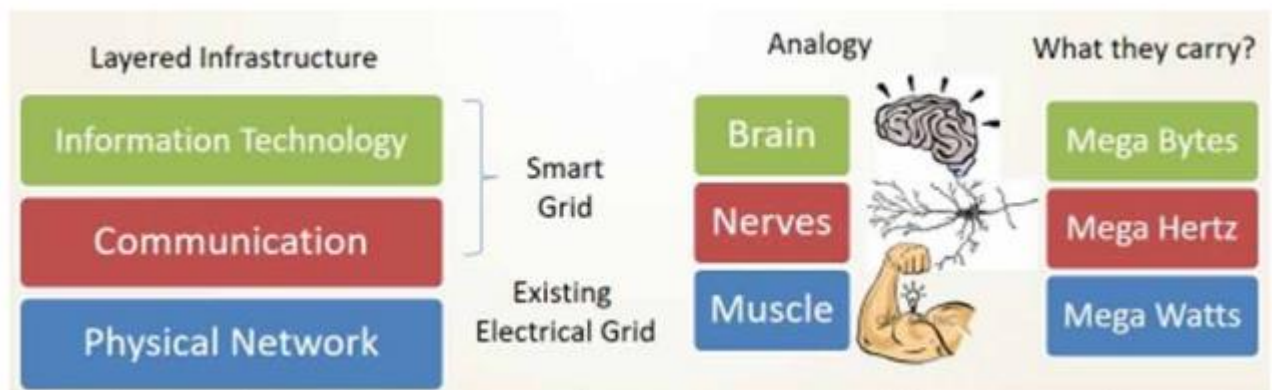 Layered Infrastructure
Analogy
What they carry?
Information Technology
Smart
Grid
Brain
Mega Bytes
Communication
Nerves
Mega Hertz
Existing
Electrical Grid
Physical Network
Muscle
Mega Watts